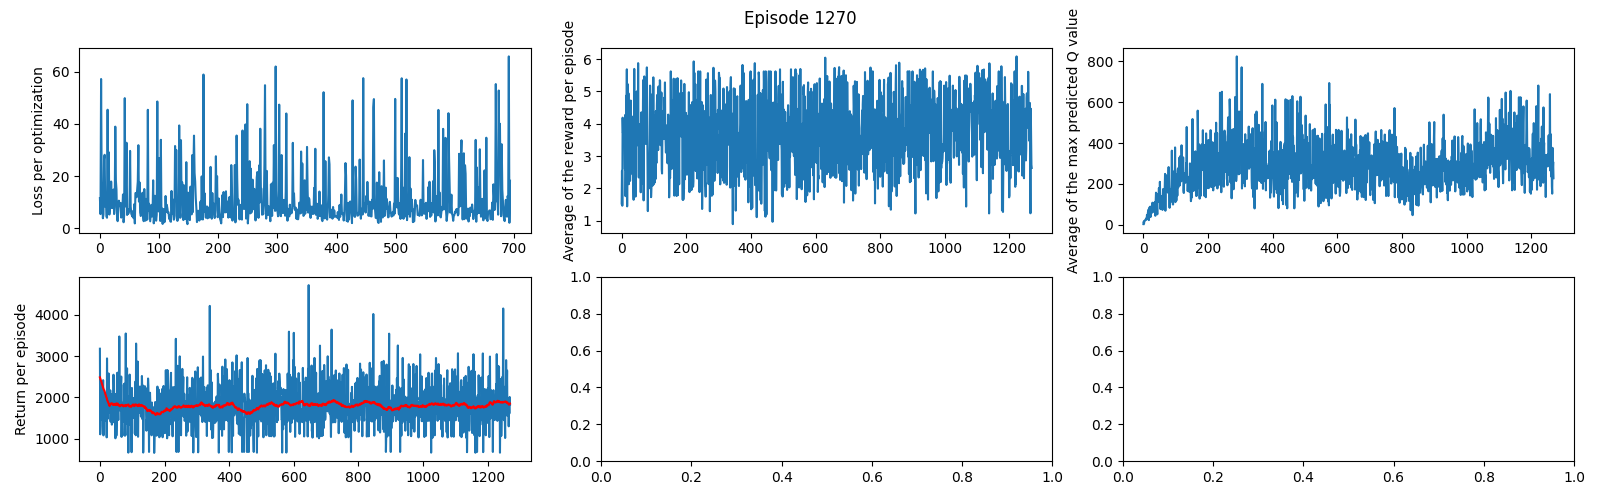 Episode 1270
Loss per optimization
60
40
20
0
0 100 200 300 400 500 600 700
Average of the reward per episode
6
5
4
3
2
1
0 200 400 600 800 1000 1200
Average of the max predicted Q value
800
600
400
200
0
0 200 400 600 800 1000 1200
Return per episode
4000
3000
2000
1000
0 200 400 600 800 1000 1200
1.0
0.8
0.6
0.4
0.2
0.0
0.0 0.2 0.4 0.6 0.8 1.0
1.0
0.8
0.6
0.4
0.2
0.0
0.0 0.2 0.4 0.6 0.8 1.0